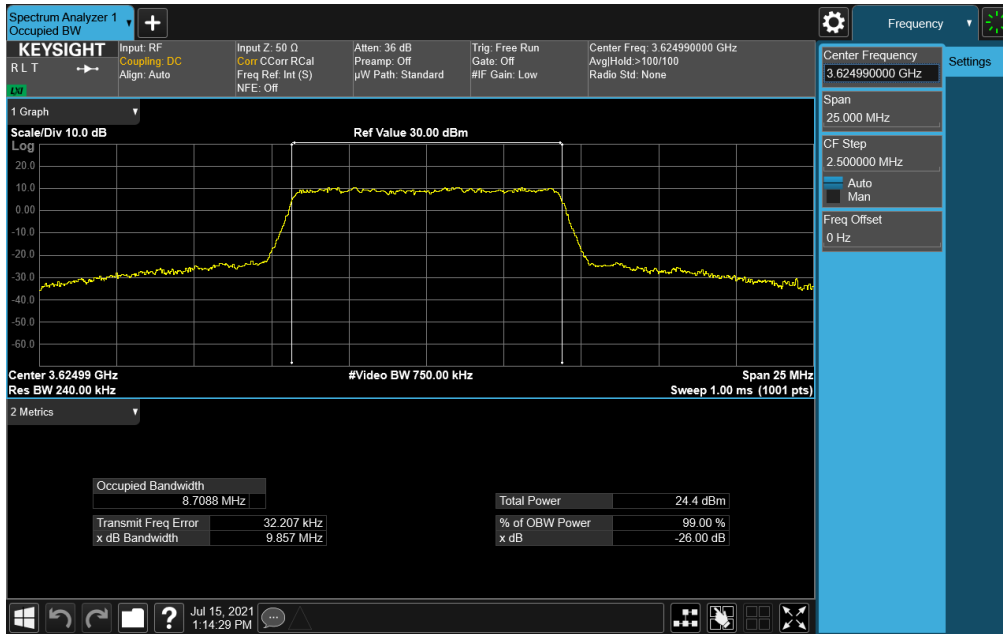 Spectrum Analyzer 1
Occupied BW
Frequency
KEYSIGHT
R L T
LXI
Input: RF
Coupling: DC
Align: Auto
Input Z: 50 Ω
Corr CCorr RCal
Freq Ref: Int (S)
NFE: Off
Atten: 36 dB
Preamp: Off
µW Path: Standard
Trig: Free Run
Gate: Off
#IF Gain: Low
Center Freq: 3.624990000 GHz
Avg|Hold:>100/100
Radio Std: None
Center Frequency
3.624990000 GHz
Settings
Span
25.000 MHz
CF Step
2.500000 MHz
Auto
Man
Freq Offset
0 Hz
1 Graph
Scale/Div 10.0 dB
Ref Value 30.00 dBm
Log
20.0
10.0
0.00
-10.0
-20.0
-30.0
-40.0
-50.0
-60.0
Center 3.62499 GHz
#Video BW 750.00 kHz
Span 25 MHz
Res BW 240.00 kHz
Sweep 1.00 ms (1001 pts)
2 Metrics
Occupied Bandwidth
8.7088 MHz
Total Power 24.4 dBm
Transmit Freq Error 32.207 kHz
% of OBW Power 99.00 %
x dB Bandwidth 9.857 MHz
x dB -26.00 dB
Jul 15, 2021
1:14:29 PM